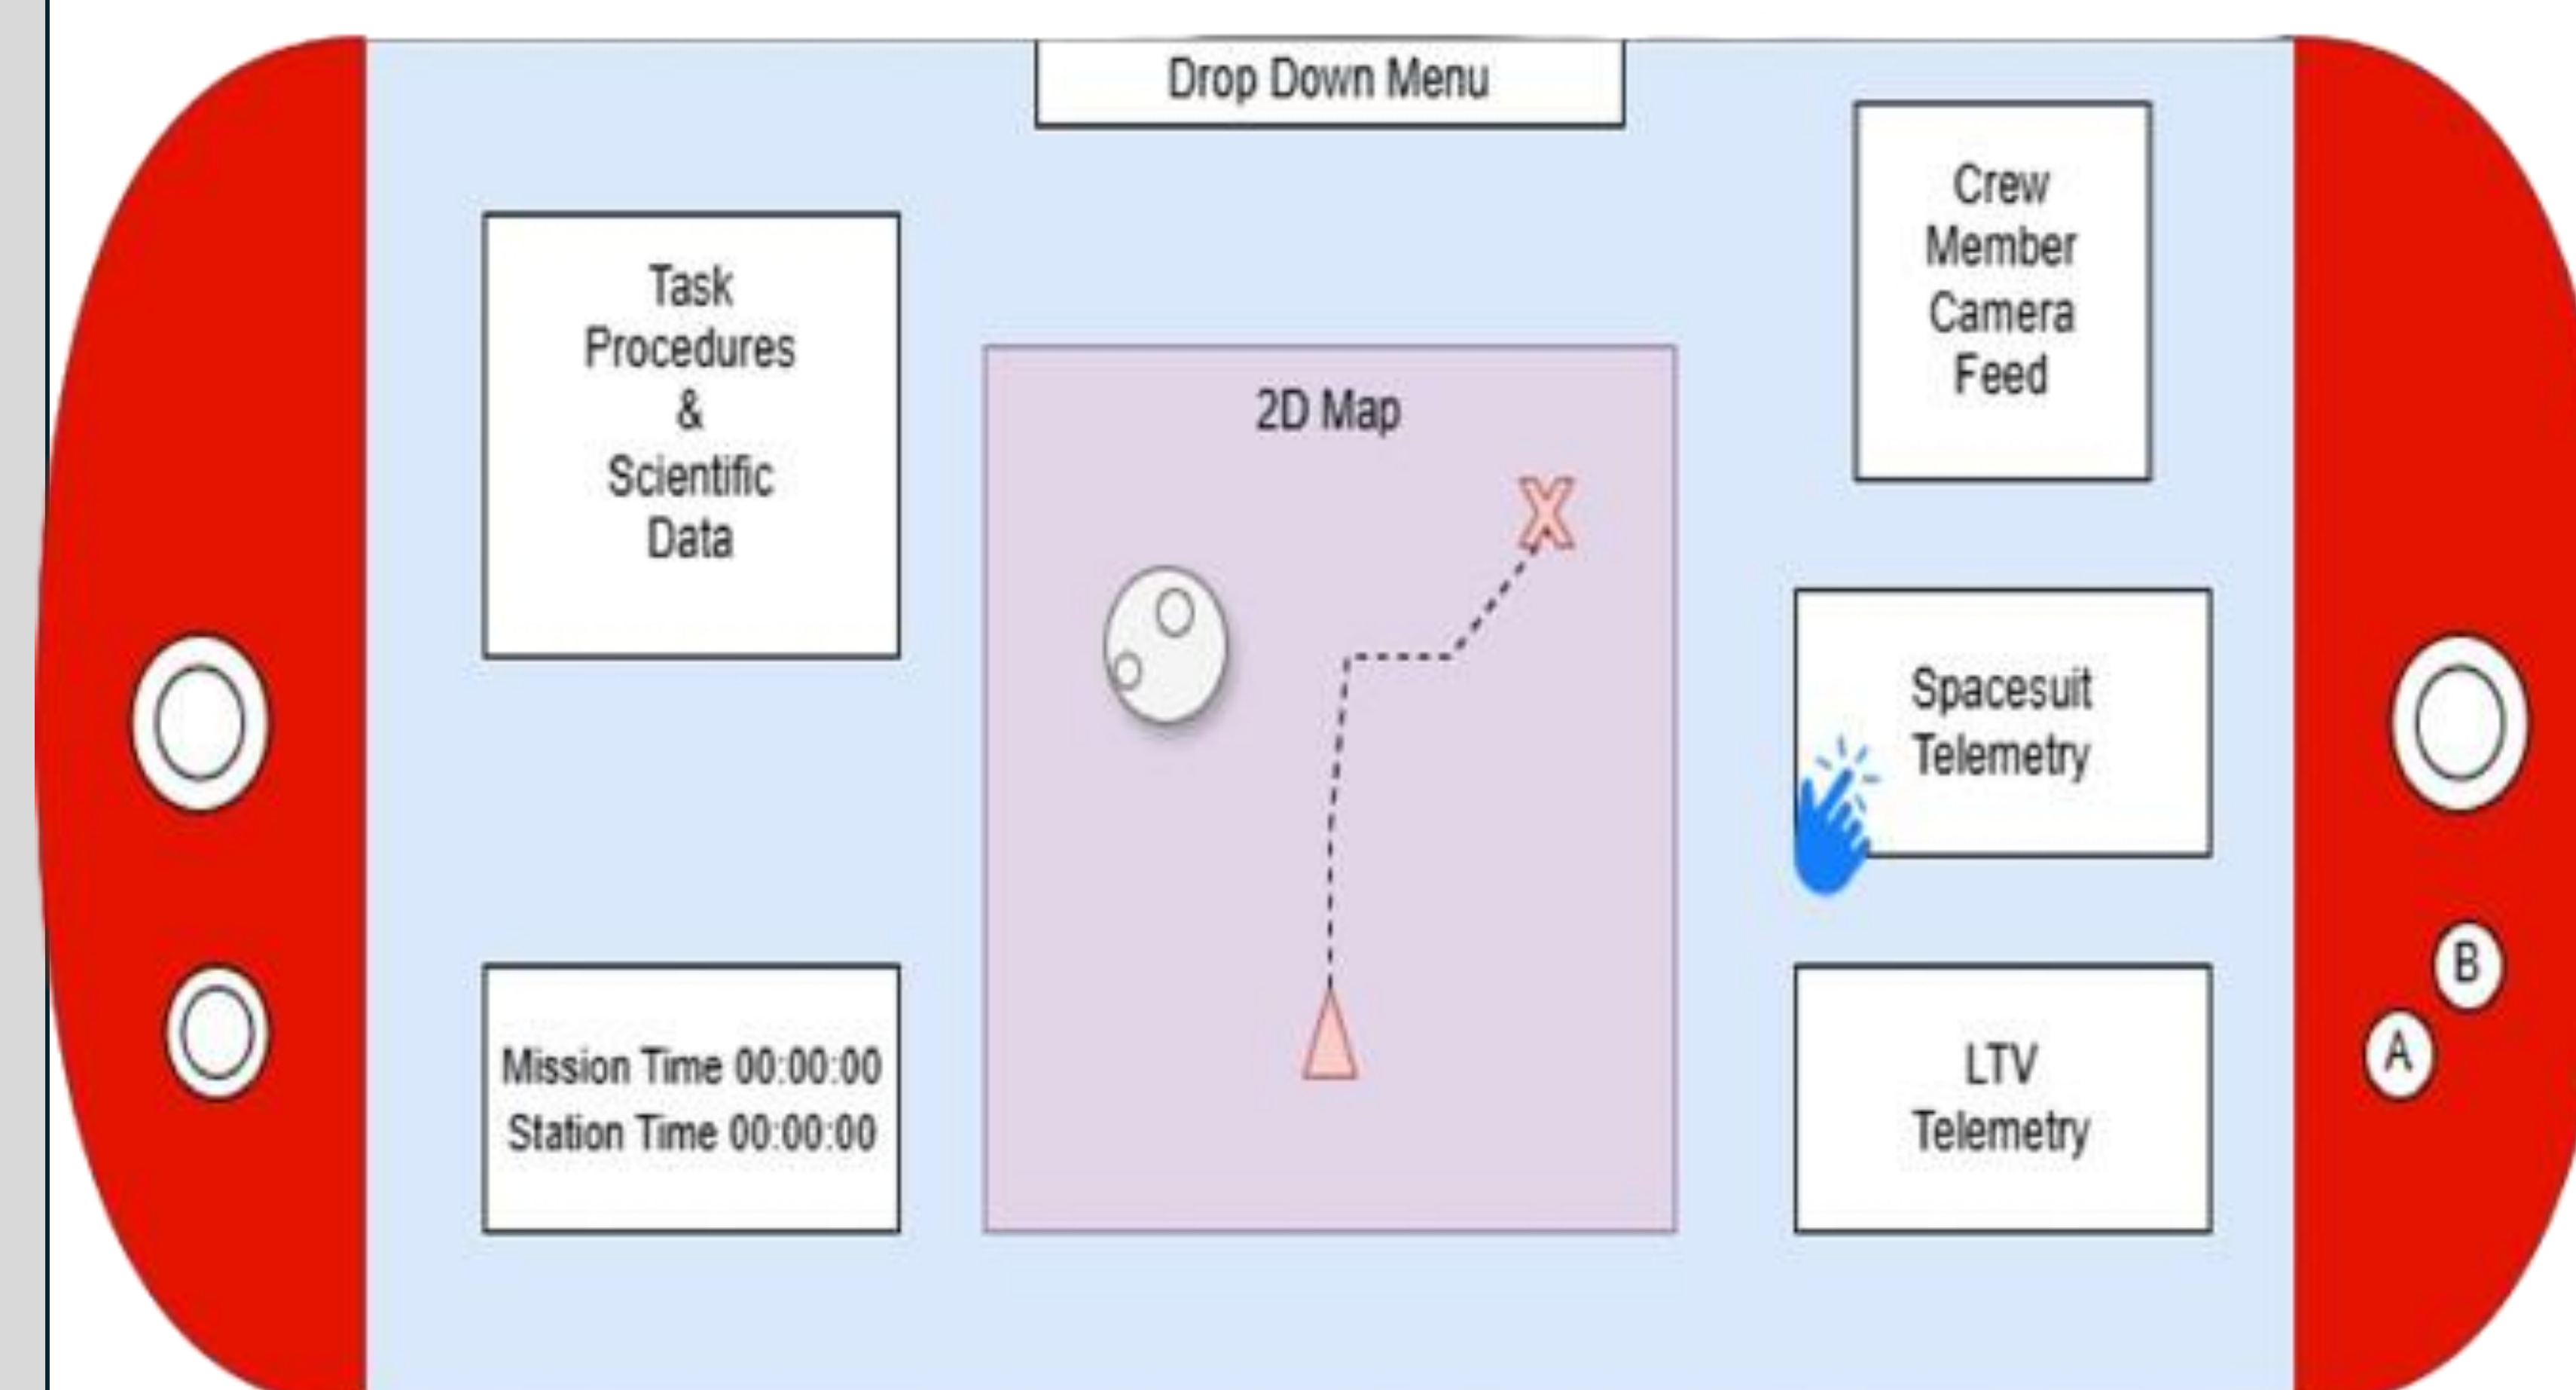 Drop Down Menu
Task
Procedures
&
Scientific
Data
Mission Time 00:00:00
Station Time 00:00:00
2D Map
X
Crew
Member
Camera
Feed
Spacesuit
Telemetry
LTV
Telemetry
B
A